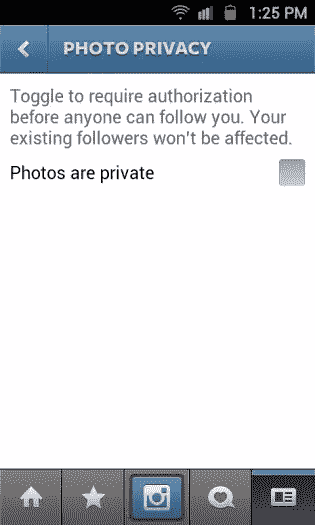 1:25 PM
PHOTO PRIVACY
Toggle to require authorization
before anyone can follow you. Your
existing followers won't be affected.
Photos are private